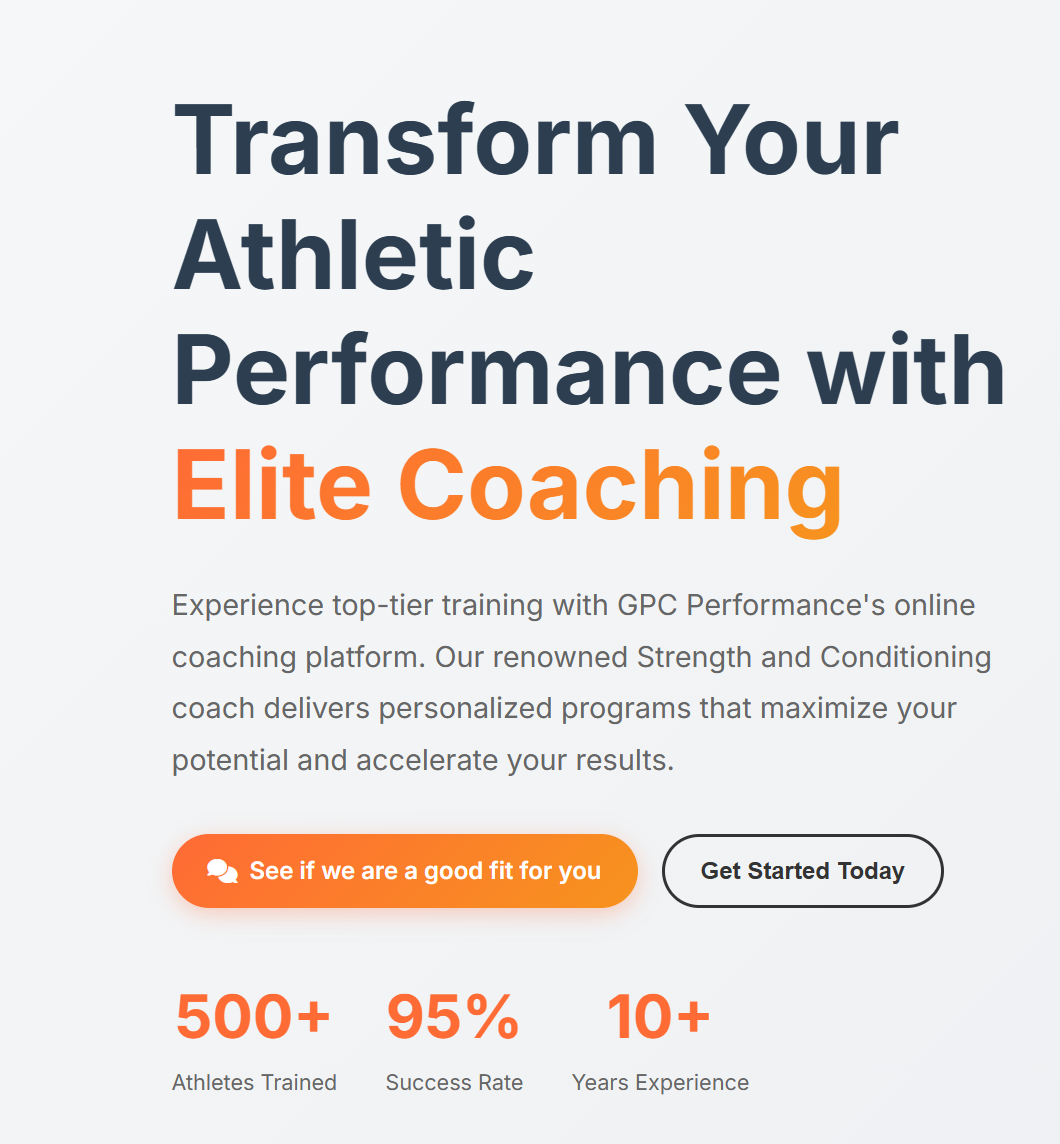 Transform Your
Athletic
Performance with
Elite Coaching
Experience top-tier training with GPC Performance's online
coaching platform. Our renowned Strength and Conditioning
coach delivers personalized programs that maximize your
potential and accelerate your results.
See if we are a good fit for you
Get Started Today
500+ 95% 10+
Athletes Trained Success Rate Years Experience